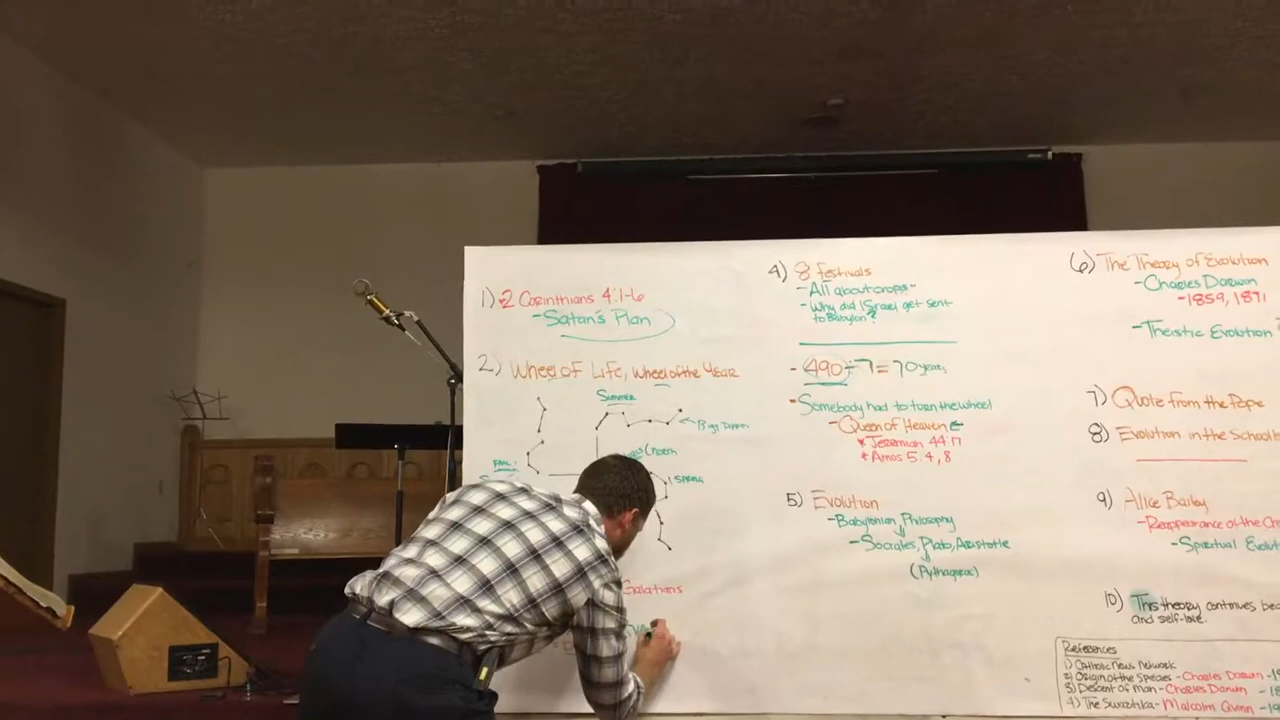 1) 2 Corinthians 4:1-6
-Satan's Plan
2) Wheel of Life, Wheel of the Year
Summer
Bigg Dipper
FALL
SPRING
Galatians
4) 8 festivals
-All about crops-
-Why did ISrael get sent
to Babylon?
- 490 ÷ 7 = 70 years
-Somebody had to turn the wheel
-Queen of Heaven
* Jeremiah 44:17
* Amos 5:4,8
5) Evolution
-Babylonian Philosophy
-Socrates, Plato, Aristotle
(Pythagoras)
6) The Theory of Evolution
-Charles Darwin
-1859, 1871
-Theistic Evolution
7) Quote from the Pope
8) Evolution in the School
9) Alice Bailey
-Reappearance of the Ch
-Spiritual Evolut
10) This theory continues bec
and self-love.
References
1) Catholic News Network
2) Origin of the Species - Charles Darwin -1
3) Descent of man - Charles Darwin - 18
4) The Swastika - Malcolm Quinn -19